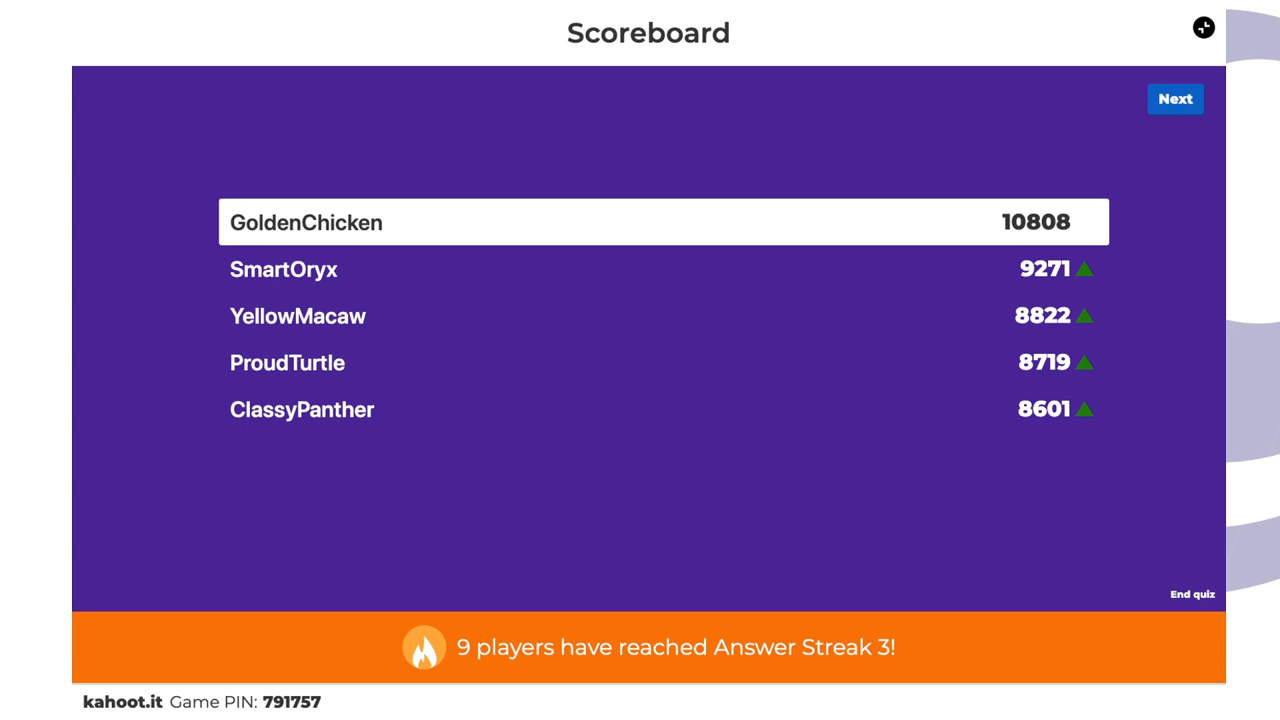 Scoreboard
Next
GoldenChicken 10808
SmartOryx 9271
YellowMacaw 8822
ProudTurtle 8719
ClassyPanther 8601
End quiz
9 players have reached Answer Streak 3!
kahoot.it Game PIN: 791757